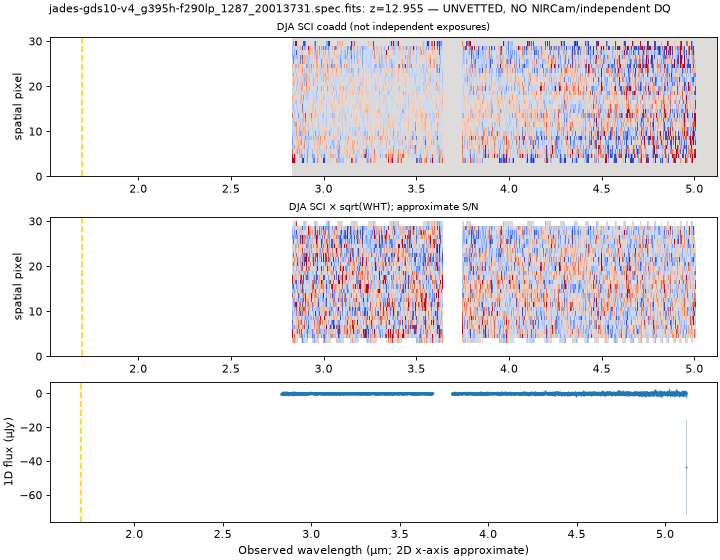 jades-gds10-v4_g395h-f290lp_1287_20013731.spec.fits: z=12.955 — UNVETTED, NO NIRCam/independent DQ
DJA SCI coadd (not independent exposures)
spatial pixel
30
20
10
0
2.0 2.5 3.0 3.5 4.0 4.5 5.0
DJA SCI × sqrt(WHT); approximate S/N
spatial pixel
30
20
10
0
2.0 2.5 3.0 3.5 4.0 4.5 5.0
1D flux (μJy)
0
−20
−40
−60
2.0 2.5 3.0 3.5 4.0 4.5 5.0
Observed wavelength (μm; 2D x-axis approximate)